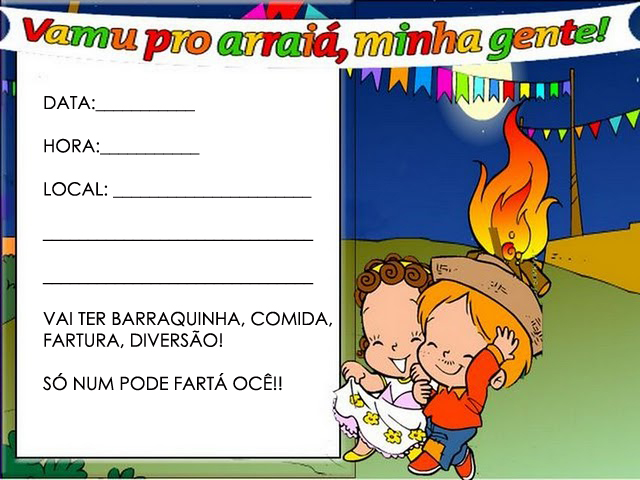 Vamu pro arraiá, minha gente!
DATA:___________
HORA:___________
LOCAL: ______________________
______________________________
______________________________
VAI TER BARRAQUINHA, COMIDA,
FARTURA, DIVERSÃO!
SÓ NUM PODE FARTÁ OCÊ!!